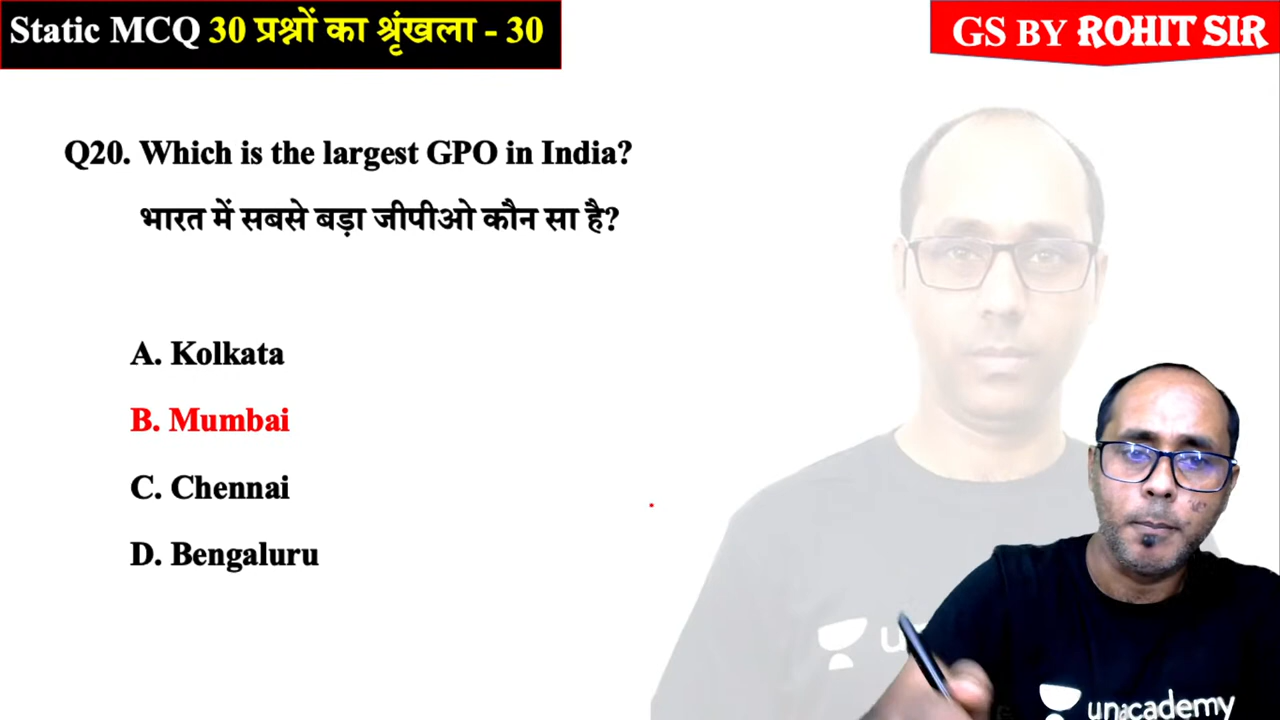 Static MCQ 30 प्रश्नों का श्रृंखला - 30
GS BY ROHIT SIR
Q20. Which is the largest GPO in India?
भारत में सबसे बड़ा जीपीओ कौन सा है?
A. Kolkata
B. Mumbai
C. Chennai
D. Bengaluru
unacademy